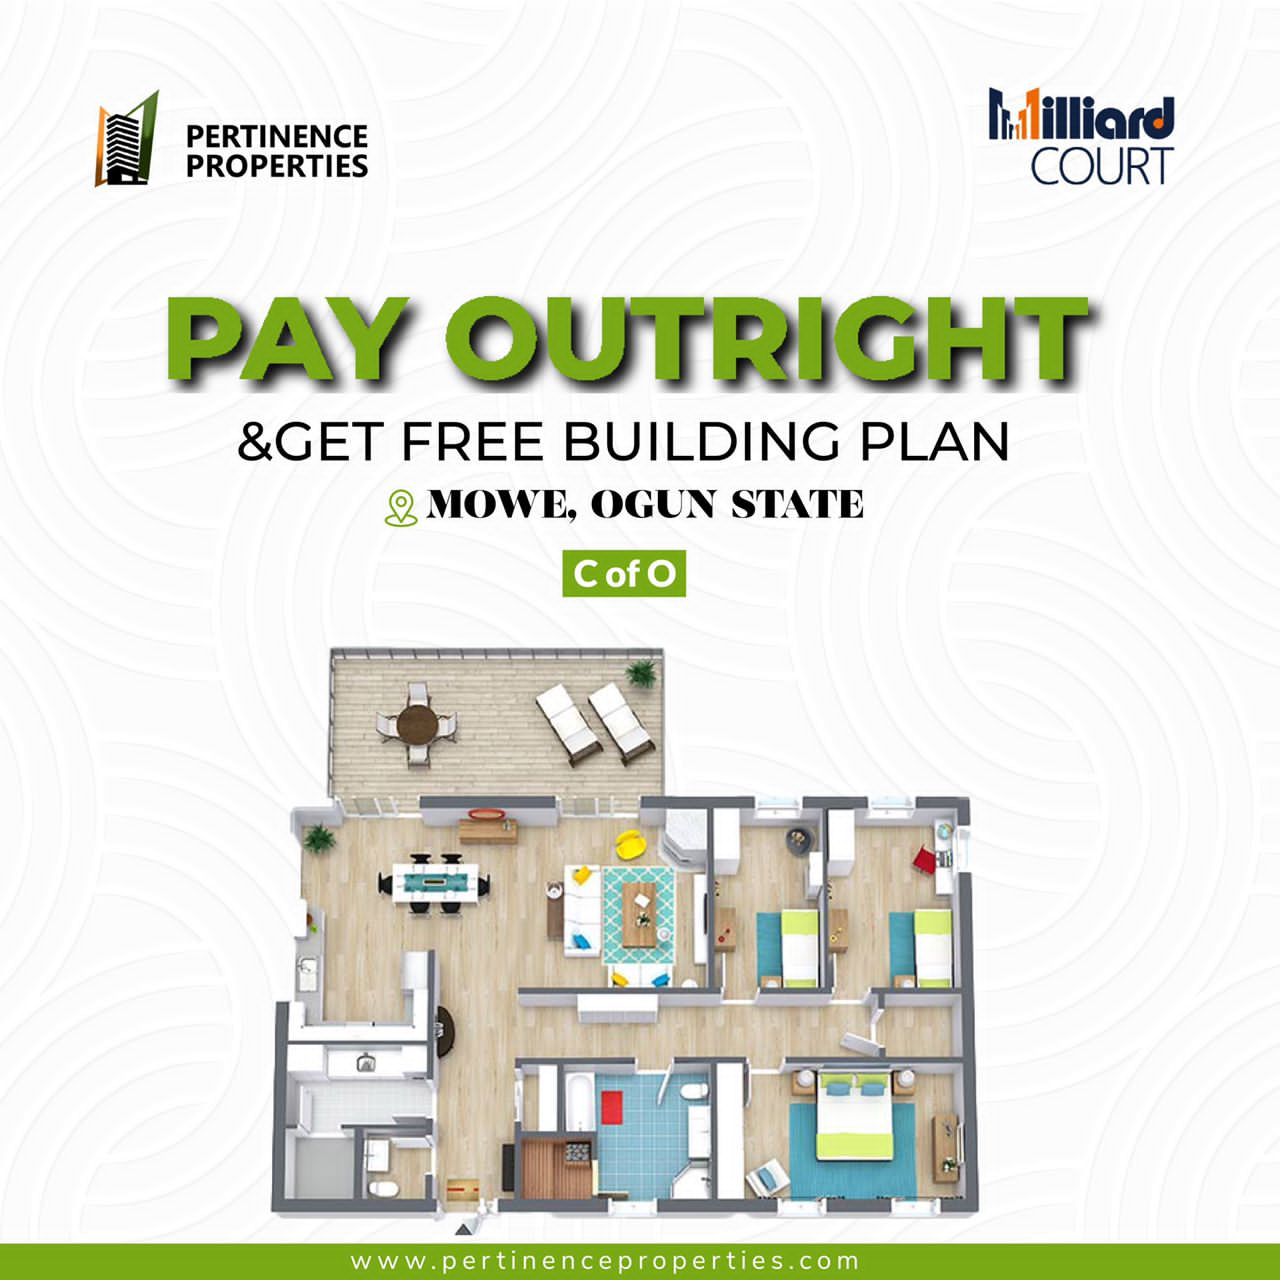 PERTINENCE
PROPERTIES
Milliard
COURT
PAY OUTRIGHT
&GET FREE BUILDING PLAN
MOWE, OGUN STATE
C of O
www.pertinenceproperties.com